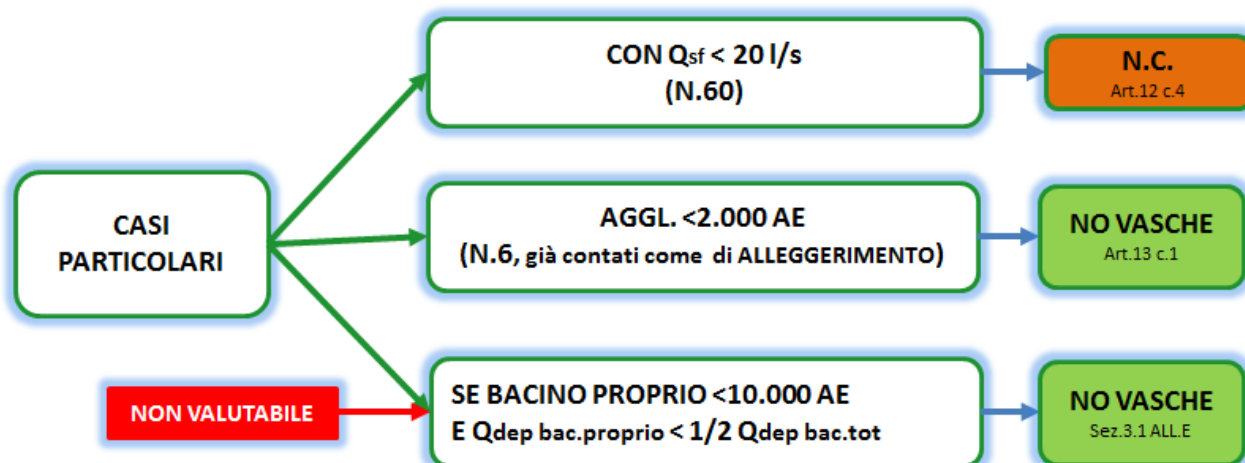 CON Qsf < 20 l/s
(N.60)
N.C.
Art.12 c.4
CASI
PARTICOLARI
AGGL. <2.000 AE
(N.6, già contati come di ALLEGGERIMENTO)
NO VASCHE
Art.13 c.1
NON VALUTABILE
SE BACINO PROPRIO <10.000 AE
E Qdep bac.proprio < 1/2 Qdep bac.tot
NO VASCHE
Sez.3.1 ALL.E